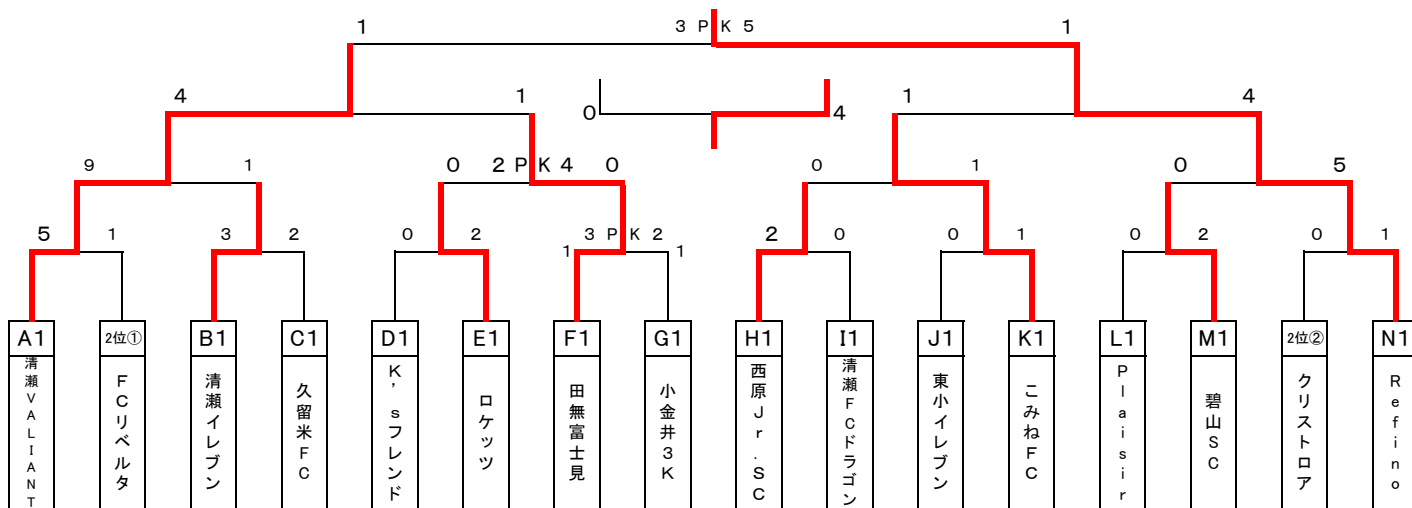 1 3 PK 5 1
4 1 0 4 1 4
9 1 0 2 PK 4 0 0 1 0 5
5 1 3 2 0 2 1 3 PK 2 1 2 0 0 1 0 2 0 1
A1 2位① B1 C1 D1 E1 F1 G1 H1 I1 J1 K1 L1 M1 2位② N1
清瀬VALIANT
FCリベルタ
清瀬イレブン
久留米FC
K'sフレンド
ロケッツ
田無富士見
小金井3K
西原Jr.SC
清瀬FCドラゴン
東小イレブン
こみねFC
Plaisir
碧山SC
クリストロア
Refino